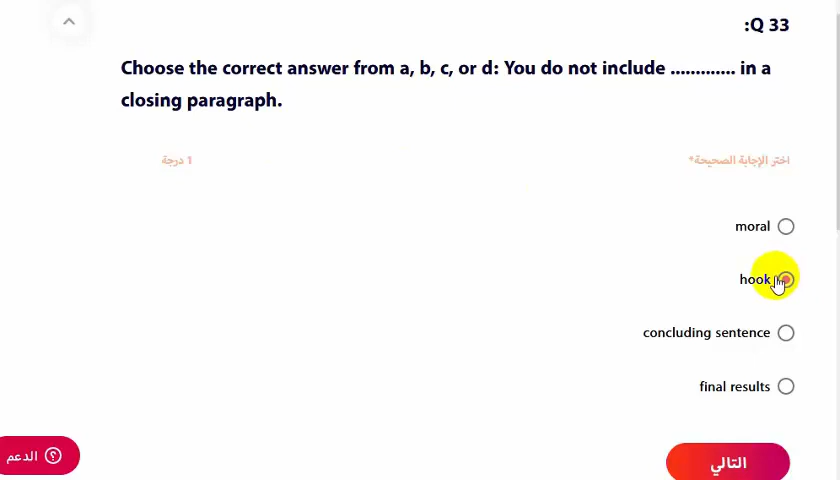 :Q 33
Choose the correct answer from a, b, c, or d: You do not include ............. in a
closing paragraph.
اختر الإجابة الصحيحة*
1 درجة
moral
hook
concluding sentence
final results
التالي
الدعم